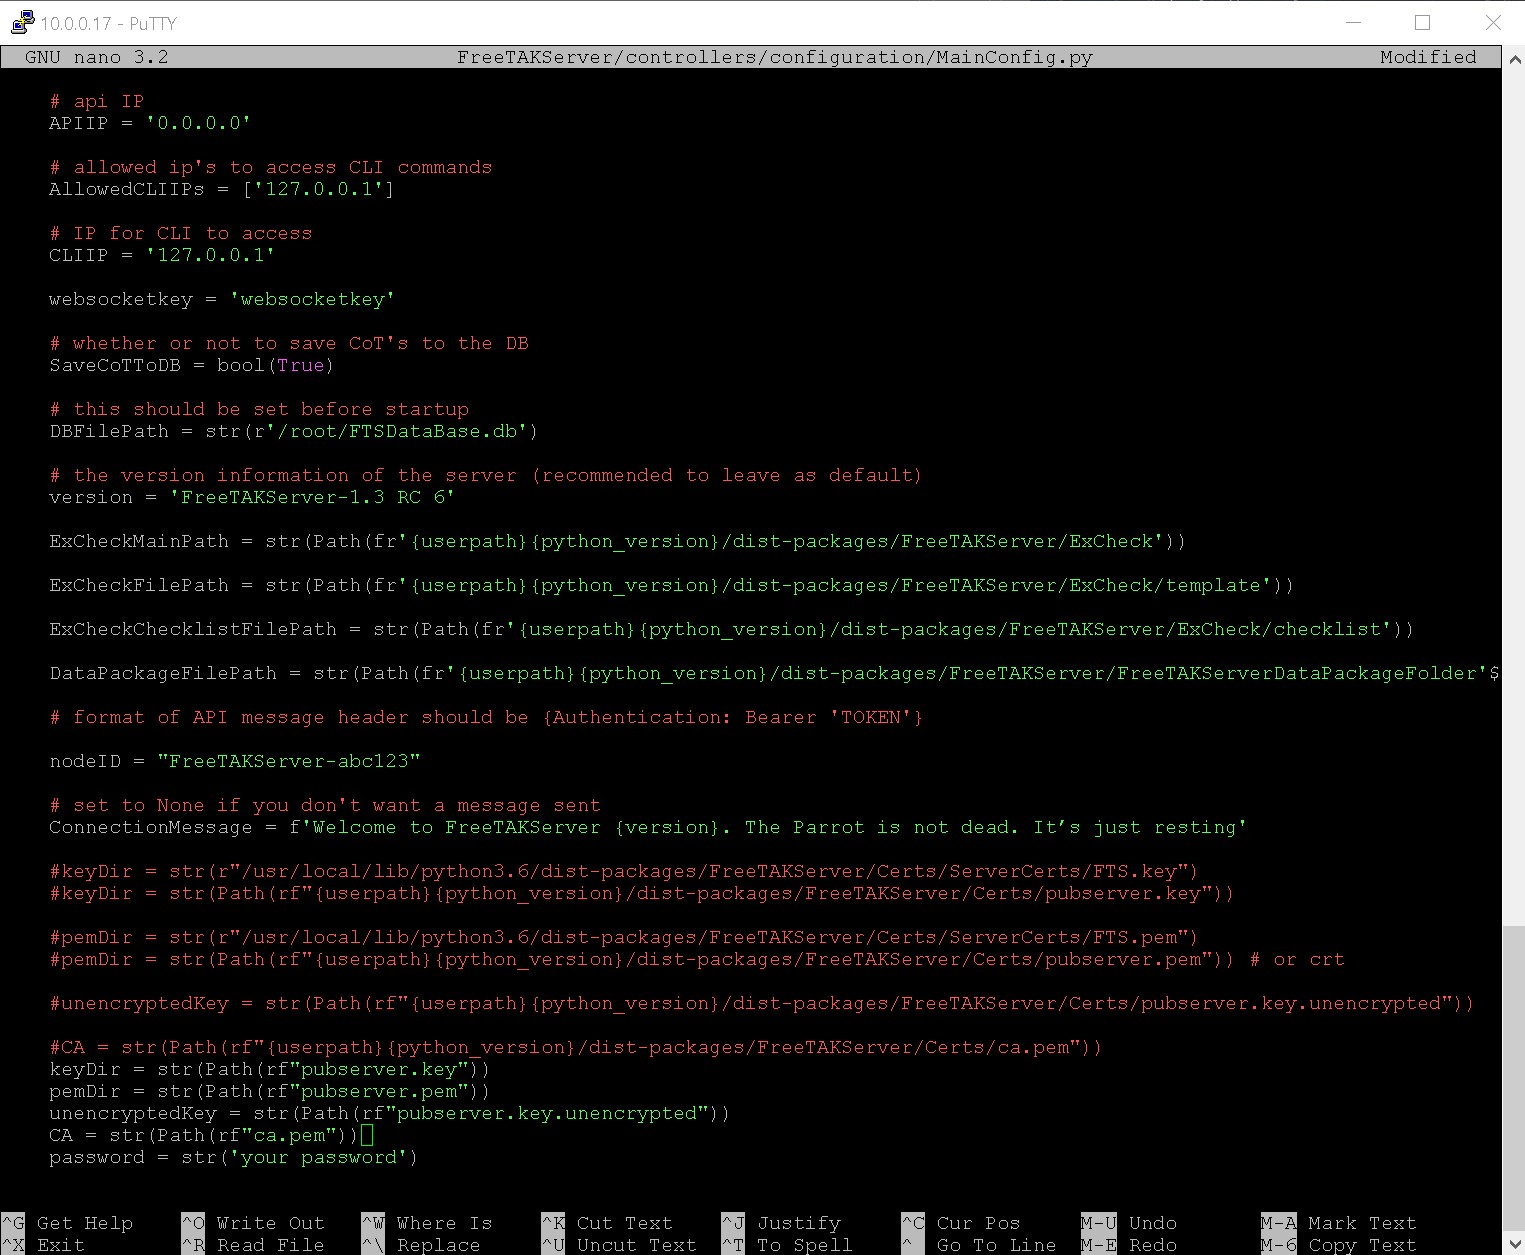 10.0.0.17 - PuTTY
GNU nano 3.2 FreeTAKServer/controllers/configuration/MainConfig.py Modified
# api IP
APIIP = '0.0.0.0'
# allowed ip's to access CLI commands
AllowedCLIIPs = ['127.0.0.1']
# IP for CLI to access
CLIIP = '127.0.0.1'
websocketkey = 'websocketkey'
# whether or not to save CoT's to the DB
SaveCoTToDB = bool(True)
# this should be set before startup
DBFilePath = str(r'/root/FTSDataBase.db')
# the version information of the server (recommended to leave as default)
version = 'FreeTAKServer-1.3 RC 6'
ExCheckMainPath = str(Path(fr'{userpath}{python_version}/dist-packages/FreeTAKServer/ExCheck'))
ExCheckFilePath = str(Path(fr'{userpath}{python_version}/dist-packages/FreeTAKServer/ExCheck/template'))
ExCheckChecklistFilePath = str(Path(fr'{userpath}{python_version}/dist-packages/FreeTAKServer/ExCheck/checklist'))
DataPackageFilePath = str(Path(fr'{userpath}{python_version}/dist-packages/FreeTAKServer/FreeTAKServerDataPackageFolder'$
# format of API message header should be {Authentication: Bearer 'TOKEN'}
nodeID = "FreeTAKServer-abc123"
# set to None if you don't want a message sent
ConnectionMessage = f'Welcome to FreeTAKServer {version}. The Parrot is not dead. It’s just resting'
#keyDir = str(r"/usr/local/lib/python3.6/dist-packages/FreeTAKServer/Certs/ServerCerts/FTS.key")
#keyDir = str(Path(rf"{userpath}{python_version}/dist-packages/FreeTAKServer/Certs/pubserver.key"))
#pemDir = str(r"/usr/local/lib/python3.6/dist-packages/FreeTAKServer/Certs/ServerCerts/FTS.pem")
#pemDir = str(Path(rf"{userpath}{python_version}/dist-packages/FreeTAKServer/Certs/pubserver.pem")) # or crt
#unencryptedKey = str(Path(rf"{userpath}{python_version}/dist-packages/FreeTAKServer/Certs/pubserver.key.unencrypted"))
#CA = str(Path(rf"{userpath}{python_version}/dist-packages/FreeTAKServer/Certs/ca.pem"))
keyDir = str(Path(rf"pubserver.key"))
pemDir = str(Path(rf"pubserver.pem"))
unencryptedKey = str(Path(rf"pubserver.key.unencrypted"))
CA = str(Path(rf"ca.pem"))
password = str('your password')
^G Get Help ^O Write Out ^W Where Is ^K Cut Text ^J Justify ^C Cur Pos M-U Undo M-A Mark Text
^X Exit ^R Read File ^\ Replace ^U Uncut Text ^T To Spell ^_ Go To Line M-E Redo M-6 Copy Text